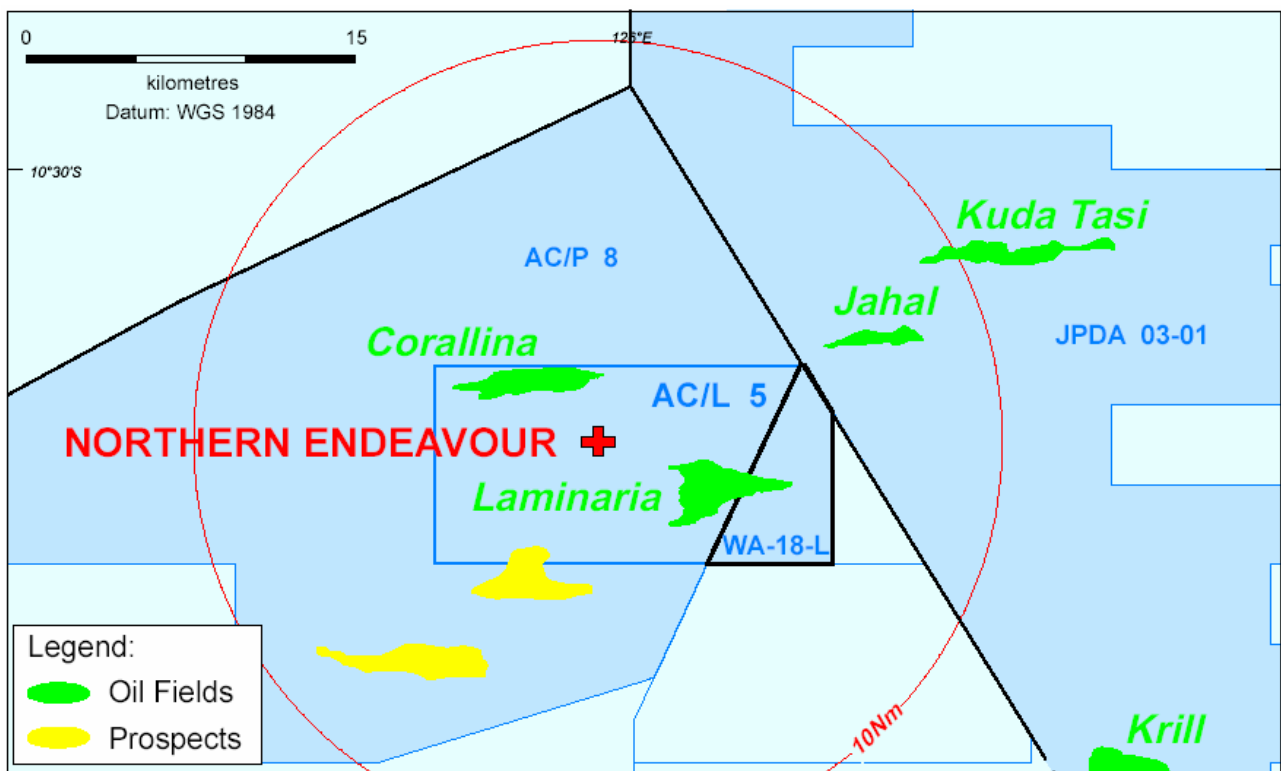 0 15
126°E
kilometres
Datum: WGS 1984
10°30'S
Kuda Tasi
AC/P 8
Jahal
JPDA 03-01
Corallina
AC/L 5
NORTHERN ENDEAVOUR
Laminaria
WA-18-L
Legend:
Oil Fields
Prospects
10Nm
Krill